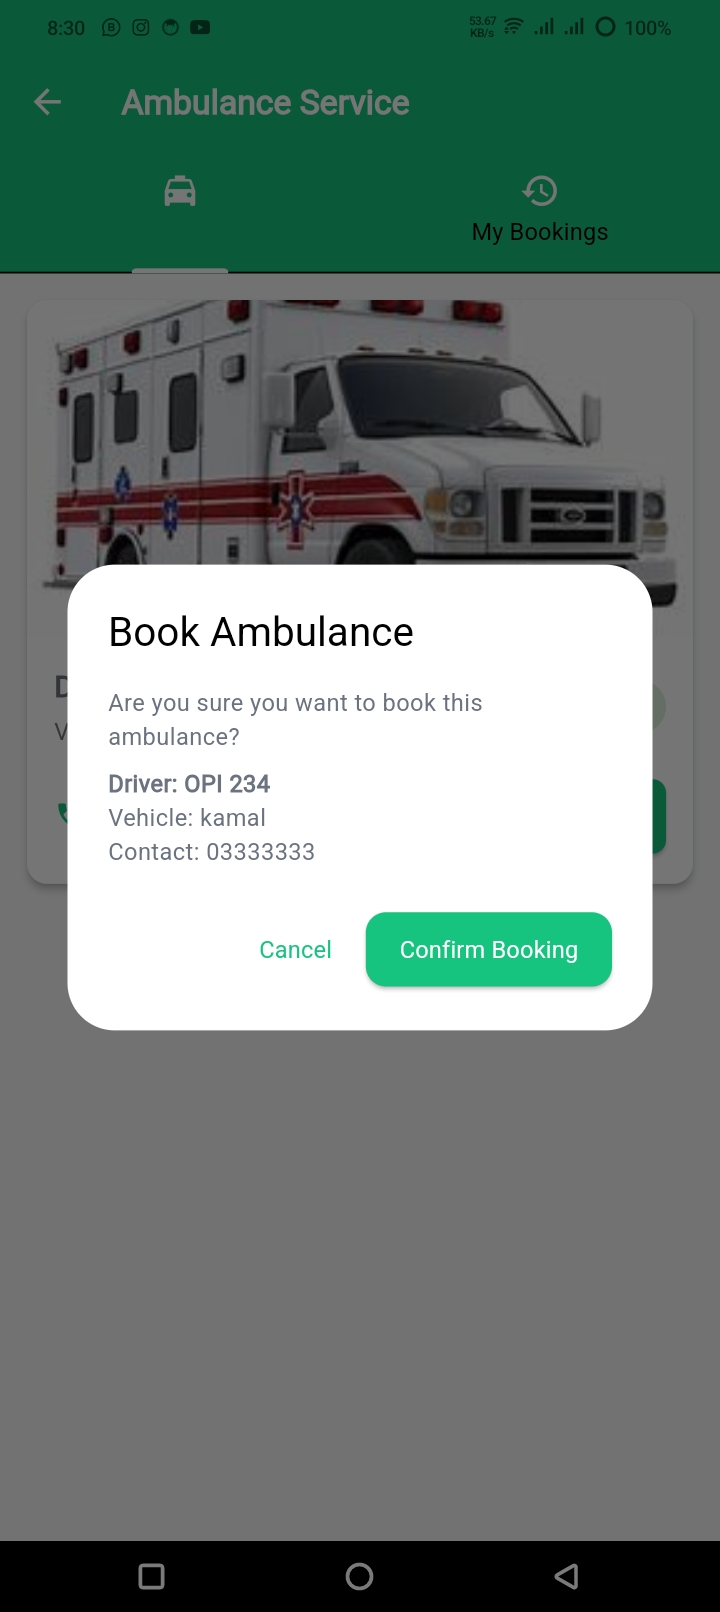 8:30
53.67
KB/s
100%
Ambulance Service
My Bookings
Book Ambulance
Are you sure you want to book this
ambulance?
Driver: OPI 234
Vehicle: kamal
Contact: 03333333
Cancel
Confirm Booking